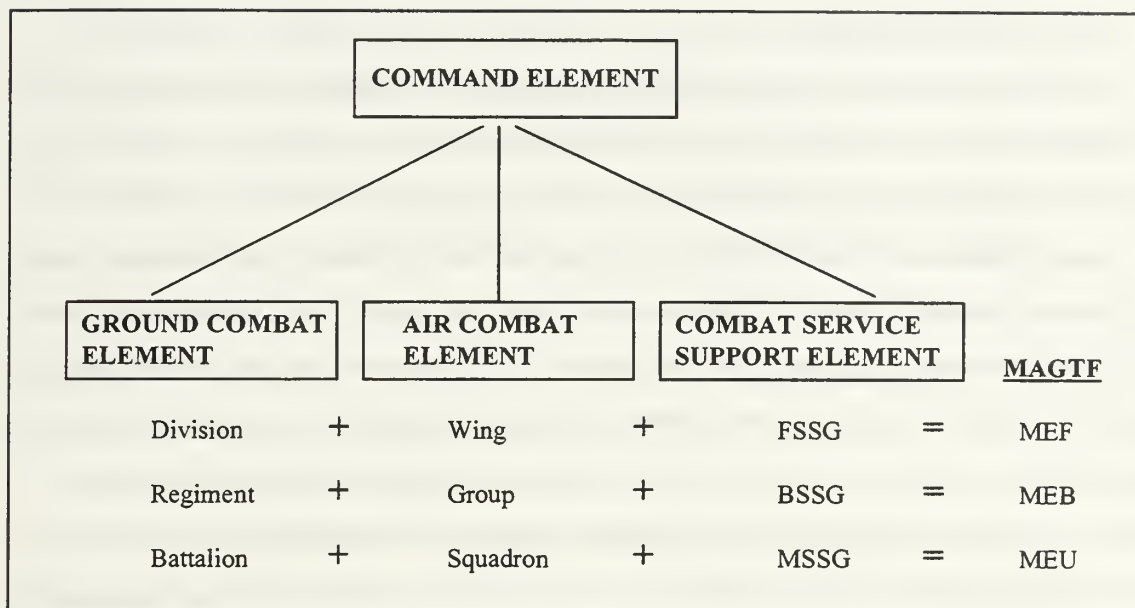 COMMAND ELEMENT
GROUND COMBAT
ELEMENT
AIR COMBAT
ELEMENT
COMBAT SERVICE
SUPPORT ELEMENT
MAGTF
Division + Wing + FSSG = MEF
Regiment + Group + BSSG = MEB
Battalion + Squadron + MSSG = MEU